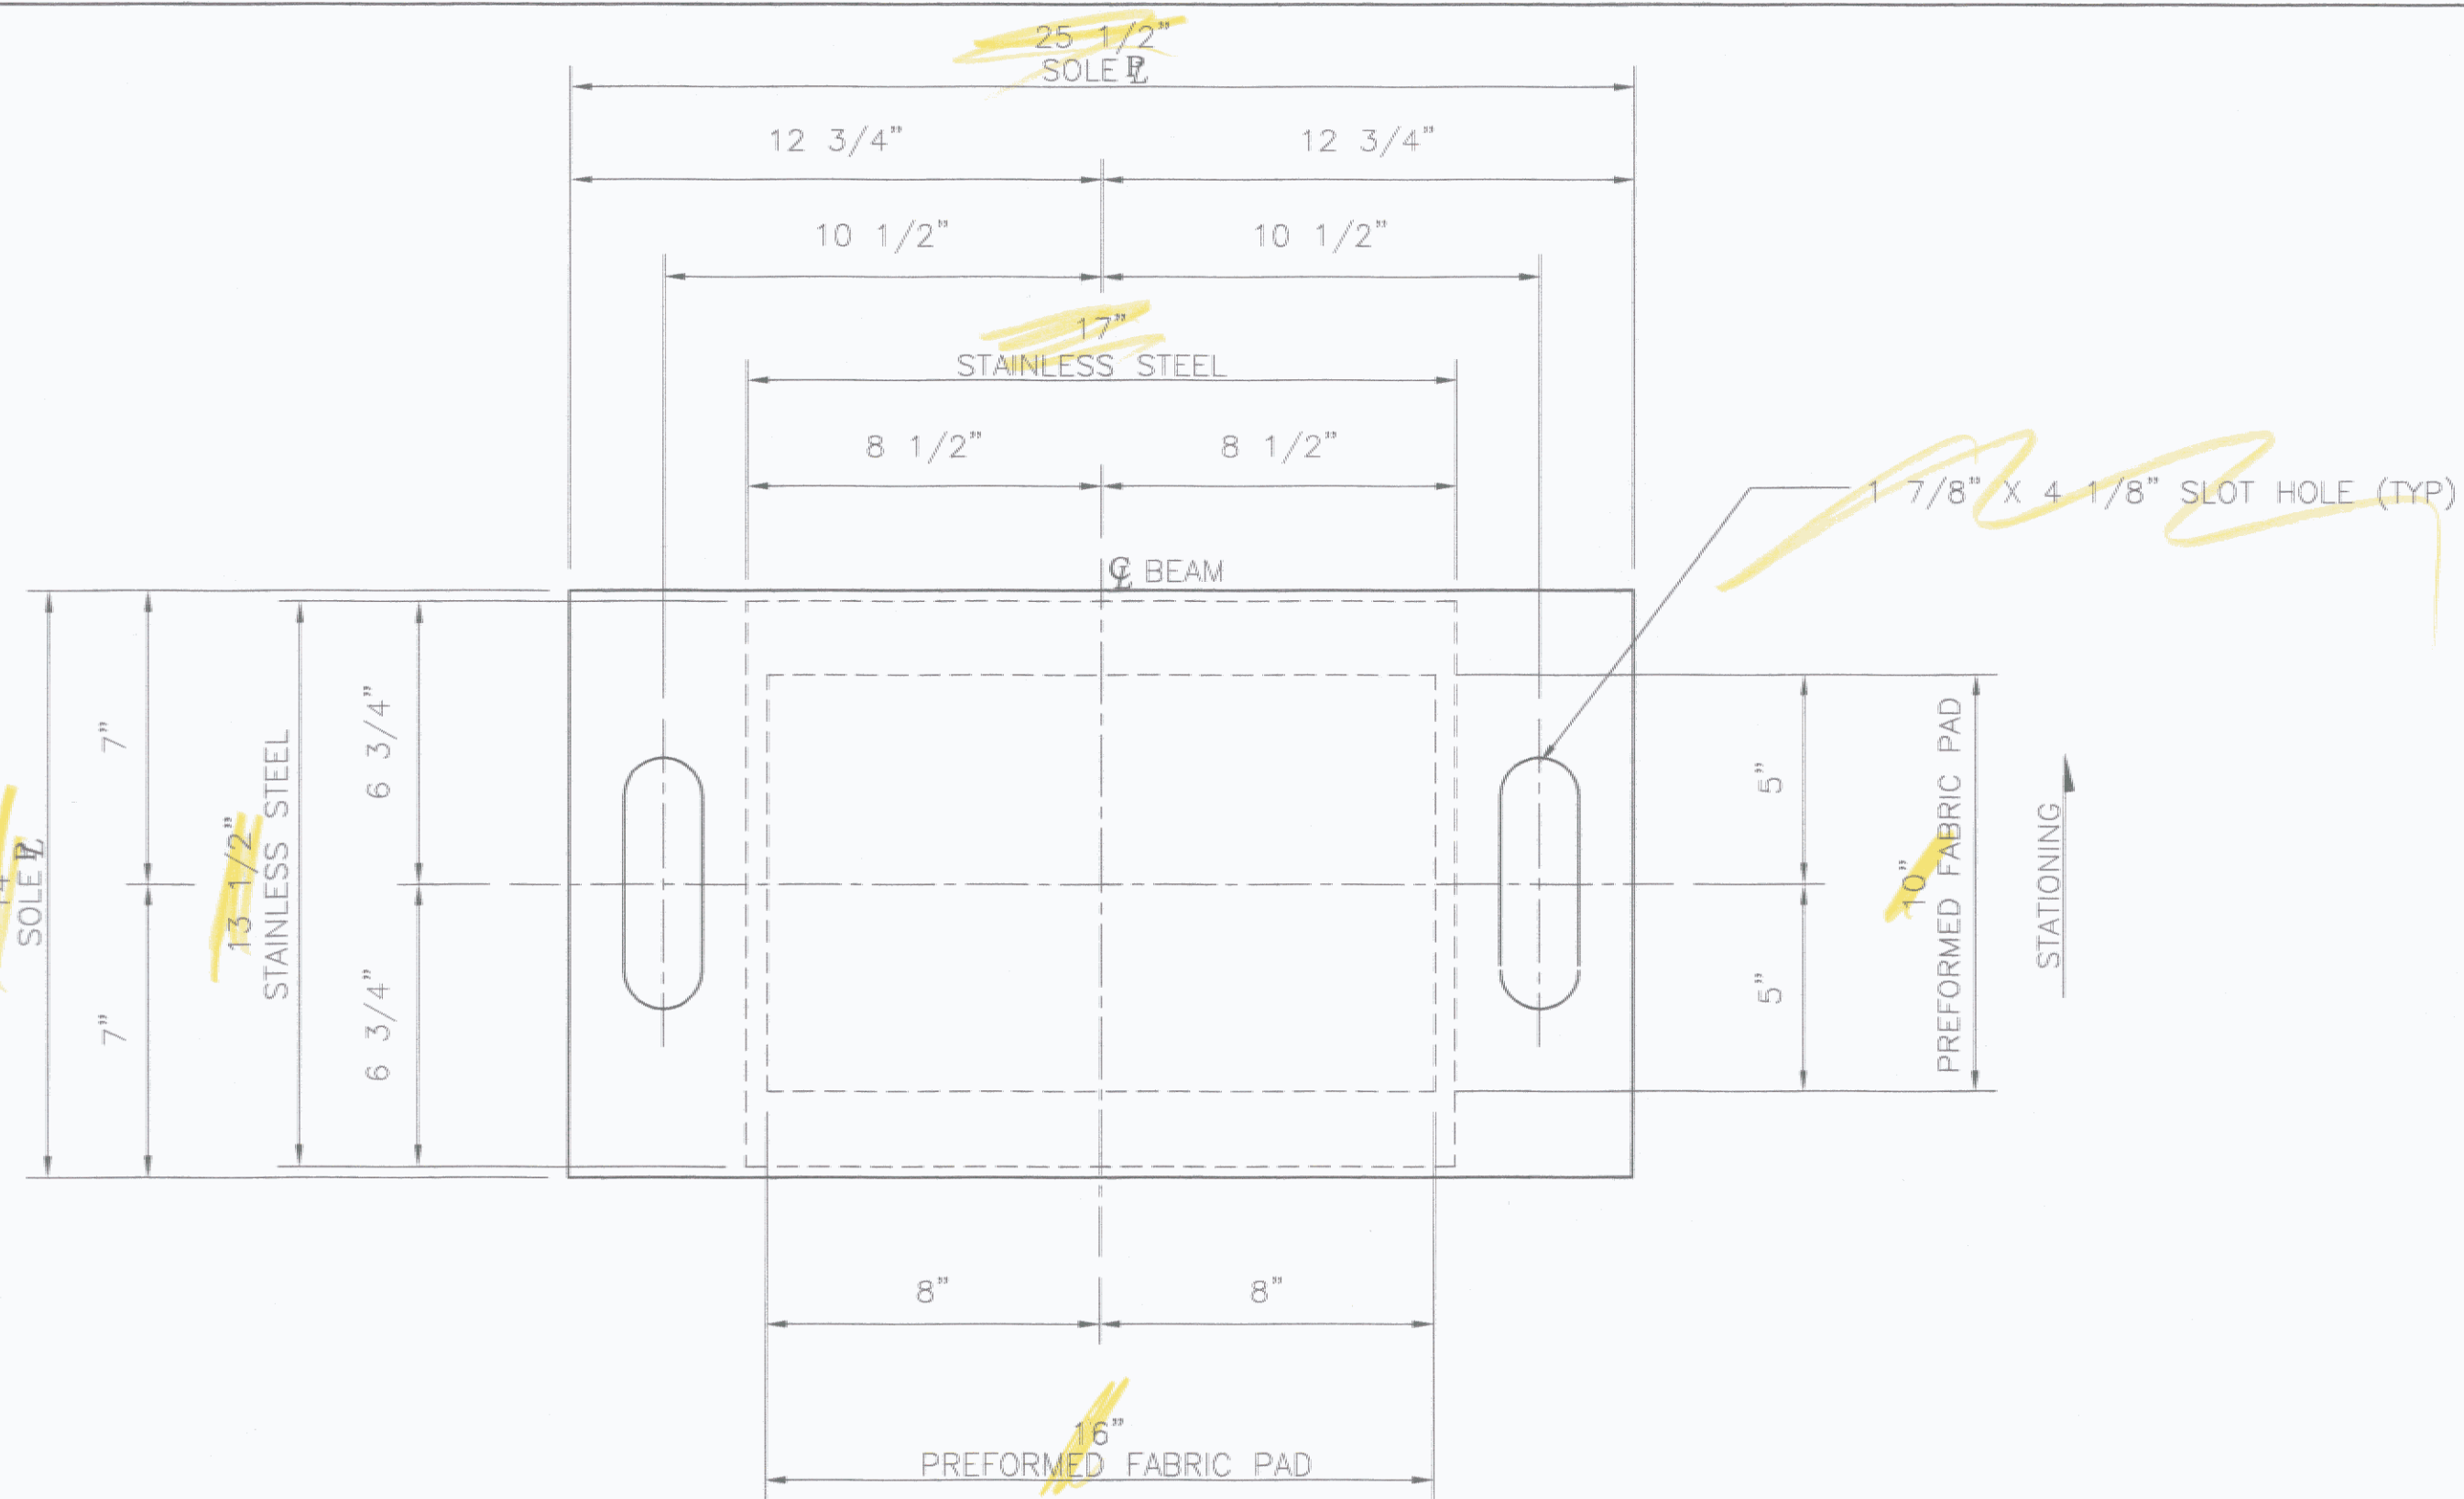 25 1/2"
SOLE ℙL
12 3/4" 12 3/4"
10 1/2" 10 1/2"
17"
STAINLESS STEEL
8 1/2" 8 1/2"
1 7/8" X 4 1/8" SLOT HOLE (TYP)
℄ BEAM
SOLE ℙL
7"
7"
13 1/2"
STAINLESS STEEL
6 3/4"
6 3/4"
5"
5"
10"
PREFORMED FABRIC PAD
STATIONING
8" 8"
16"
PREFORMED FABRIC PAD